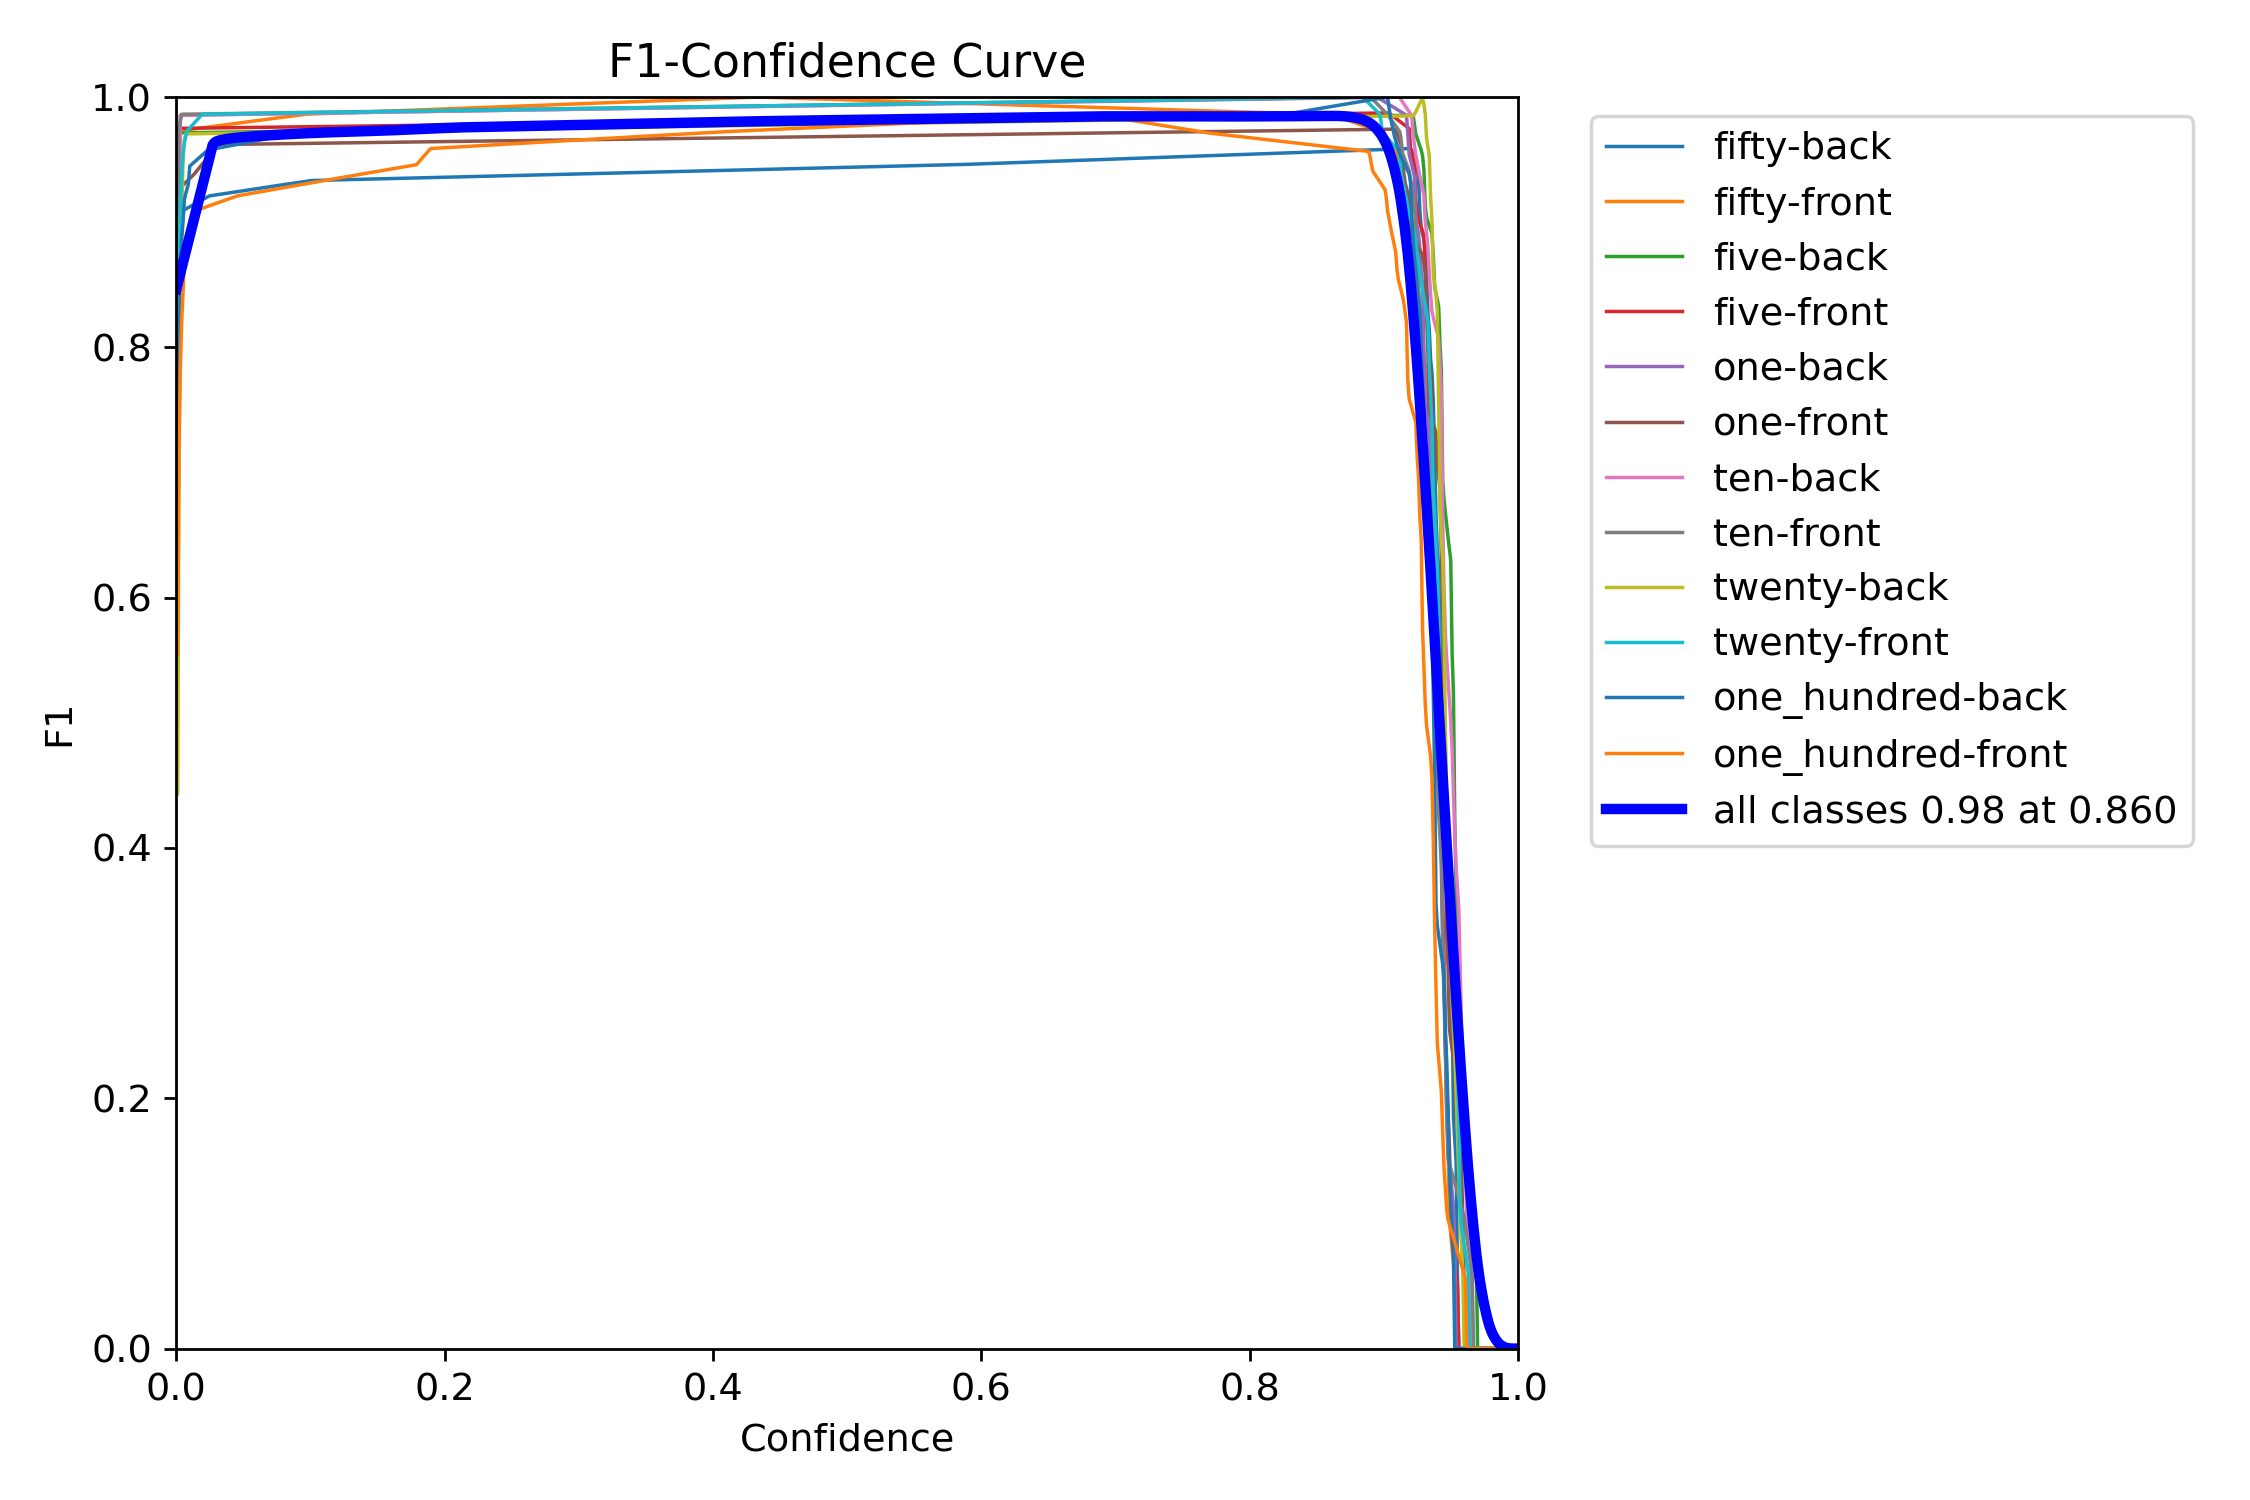 F1-Confidence Curve
1.0
0.8
0.6
0.4
0.2
0.0
F1
0.0 0.2 0.4 0.6 0.8 1.0
Confidence
fifty-back
fifty-front
five-back
five-front
one-back
one-front
ten-back
ten-front
twenty-back
twenty-front
one_hundred-back
one_hundred-front
all classes 0.98 at 0.860